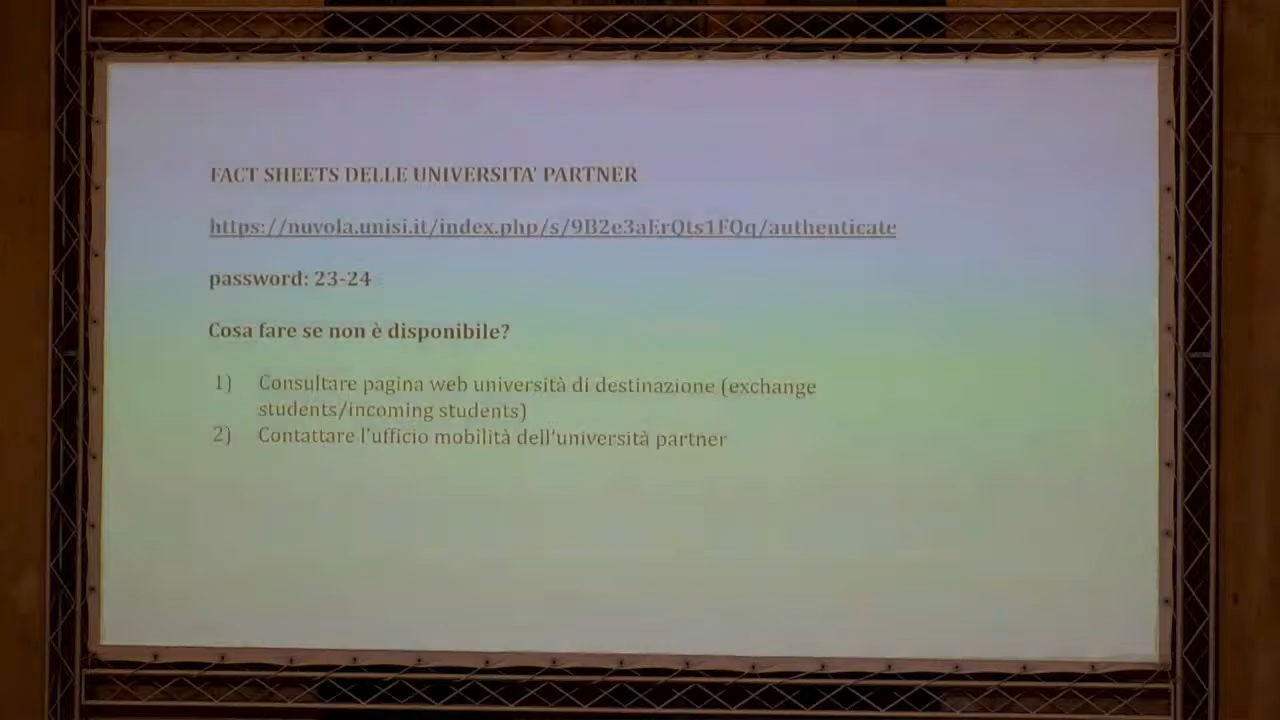 FACT SHEETS DELLE UNIVERSITA' PARTNER
https://nuvola.unisi.it/index.php/s/9B2e3aErQts1FQq/authenticate
password: 23-24
Cosa fare se non è disponibile?
1) Consultare pagina web università di destinazione (exchange
students/incoming students)
2) Contattare l'ufficio mobilità dell'università partner